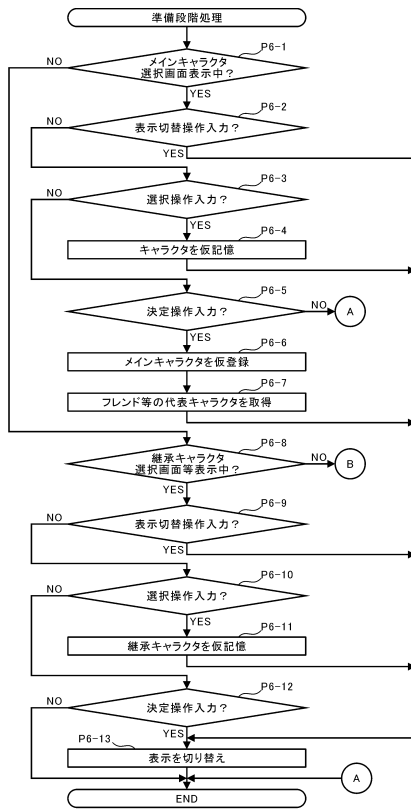 準備段階処理
P6-1
メインキャラクタ
選択画面表示中？
NO
YES
P6-2
表示切替操作入力？
NO
YES
P6-3
選択操作入力？
NO
YES
P6-4
キャラクタを仮記憶
P6-5
決定操作入力？
NO
A
YES
P6-6
メインキャラクタを仮登録
P6-7
フレンド等の代表キャラクタを取得
P6-8
継承キャラクタ
選択画面等表示中？
NO
B
YES
P6-9
表示切替操作入力？
NO
YES
P6-10
選択操作入力？
NO
YES
P6-11
継承キャラクタを仮記憶
P6-12
決定操作入力？
NO
YES
P6-13
表示を切り替え
A
END